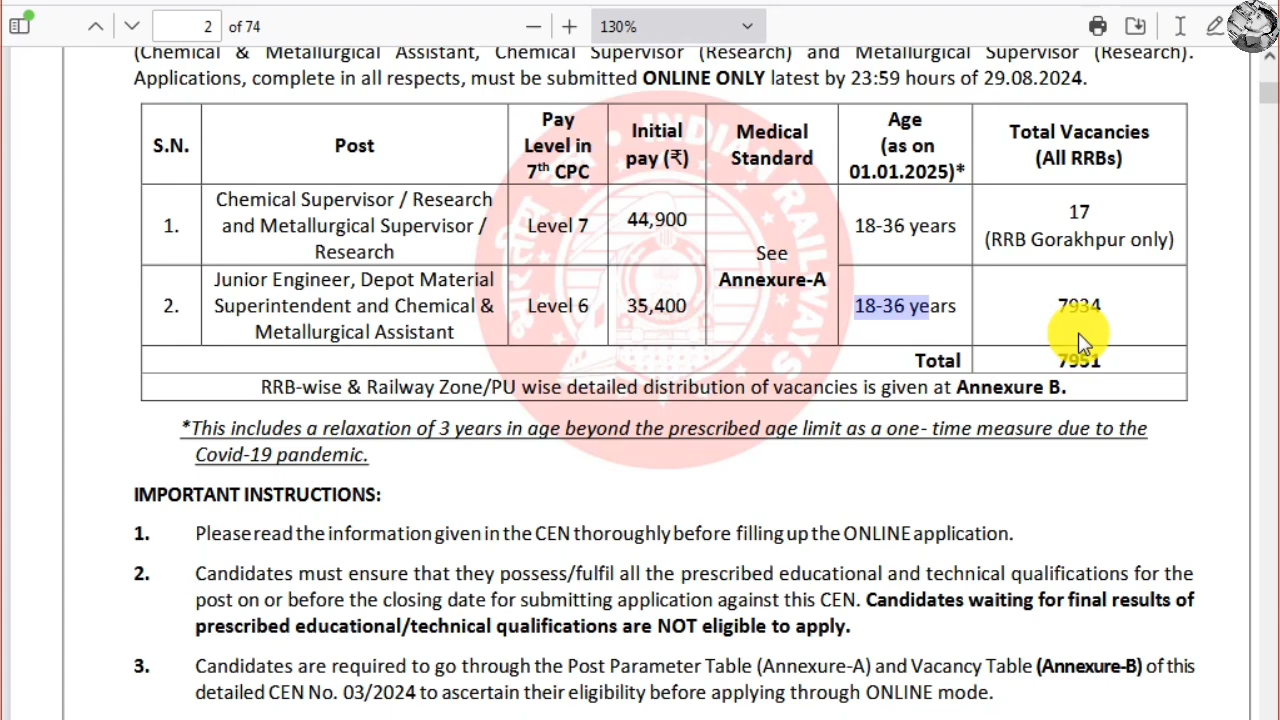 2 of 74
130%
(Chemical & Metallurgical Assistant, Chemical Supervisor (Research) and Metallurgical Supervisor (Research).
Applications, complete in all respects, must be submitted ONLINE ONLY latest by 23:59 hours of 29.08.2024.
S.N.
Post
Pay
Level in
7th CPC
Initial
pay (₹)
Medical
Standard
Age
(as on
01.01.2025)*
Total Vacancies
(All RRBs)
1.
Chemical Supervisor / Research
and Metallurgical Supervisor /
Research
Level 7
44,900
See
Annexure-A
18-36 years
17
(RRB Gorakhpur only)
2.
Junior Engineer, Depot Material
Superintendent and Chemical &
Metallurgical Assistant
Level 6
35,400
18-36 years
7934
Total
7951
RRB-wise & Railway Zone/PU wise detailed distribution of vacancies is given at Annexure B.
*This includes a relaxation of 3 years in age beyond the prescribed age limit as a one- time measure due to the
Covid-19 pandemic.
IMPORTANT INSTRUCTIONS:
1. Please read the information given in the CEN thoroughly before filling up the ONLINE application.
2. Candidates must ensure that they possess/fulfil all the prescribed educational and technical qualifications for the
post on or before the closing date for submitting application against this CEN. Candidates waiting for final results of
prescribed educational/technical qualifications are NOT eligible to apply.
3. Candidates are required to go through the Post Parameter Table (Annexure-A) and Vacancy Table (Annexure-B) of this
detailed CEN No. 03/2024 to ascertain their eligibility before applying through ONLINE mode.
INDIAN RAILWAYS